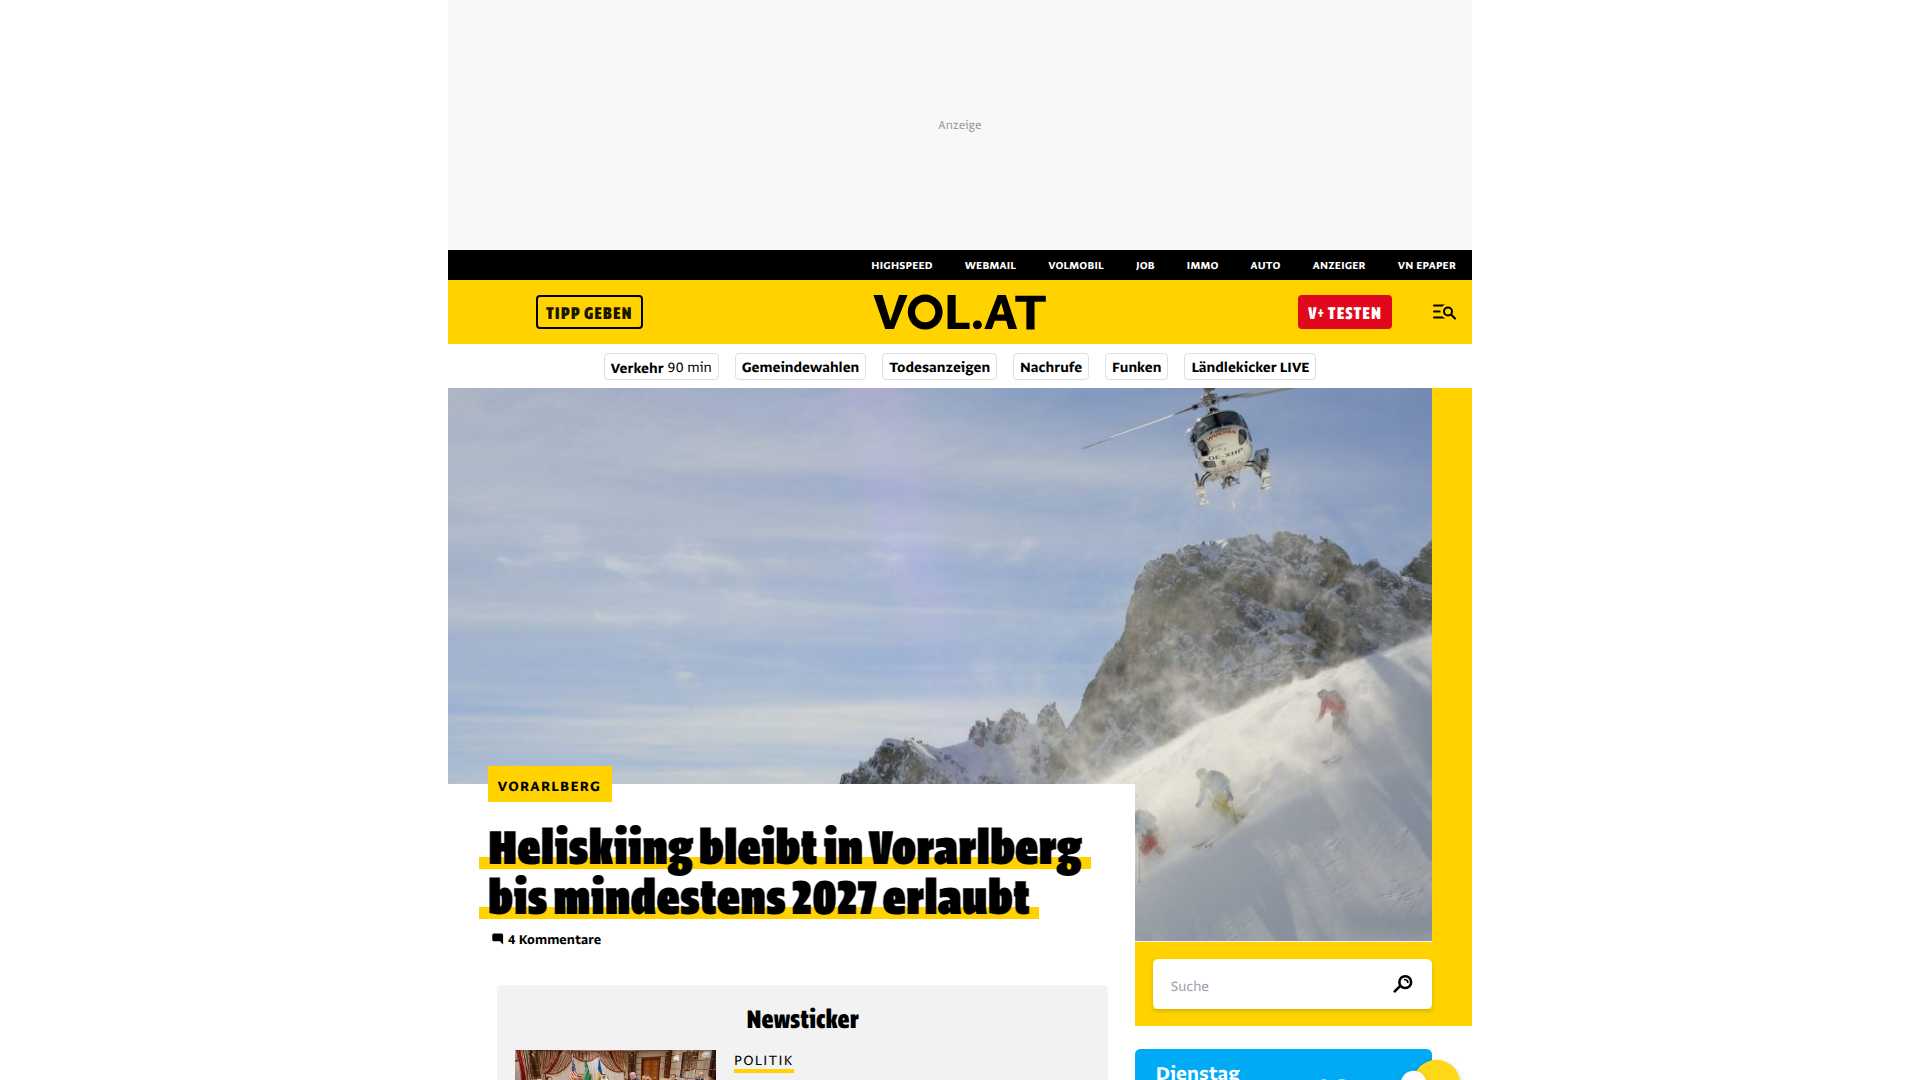 Anzeige
HIGHSPEED WEBMAIL VOLMOBIL JOB IMMO AUTO ANZEIGER VN EPAPER
TIPP GEBEN VOL.AT V+ TESTEN
Verkehr 90 min Gemeindewahlen Todesanzeigen Nachrufe Funken Ländlekicker LIVE
VORARLBERG
Heliskiing bleibt in Vorarlberg
bis mindestens 2027 erlaubt
4 Kommentare
Suche
Newsticker
POLITIK
Dienstag